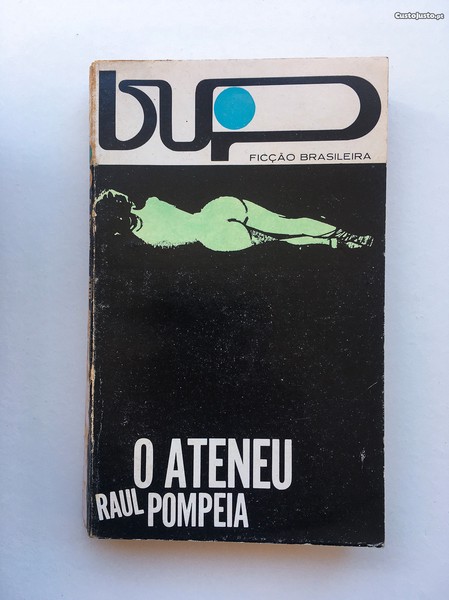 CustoJusto.pt
bup
FICÇÃO BRASILEIRA
O ATENEU
RAUL POMPEIA